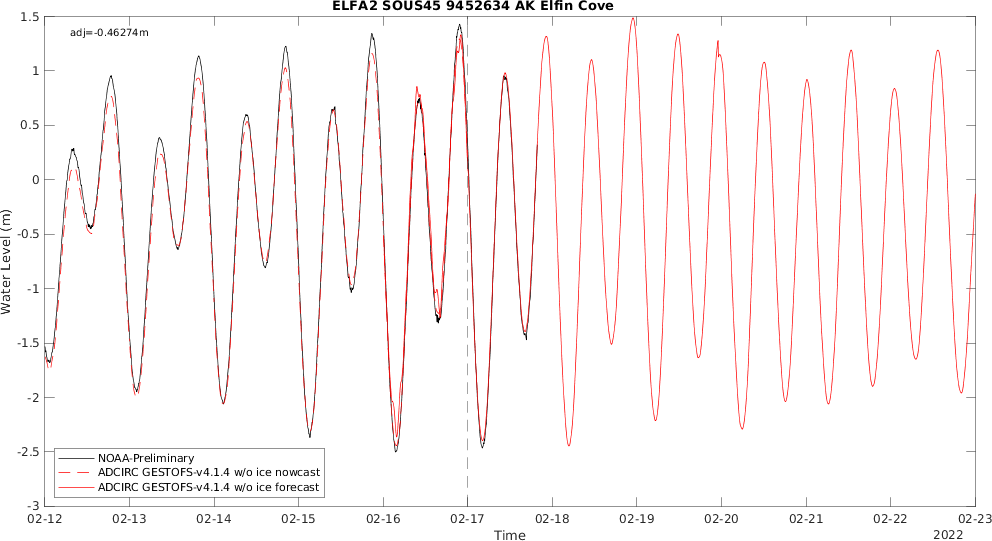 ELFA2 SOUS45 9452634 AK Elfin Cove
adj=-0.46274m
1.5
1
0.5
0
-0.5
-1
-1.5
-2
-2.5
-3
Water Level (m)
NOAA-Preliminary
ADCIRC GESTOFS-v4.1.4 w/o ice nowcast
ADCIRC GESTOFS-v4.1.4 w/o ice forecast
02-12 02-13 02-14 02-15 02-16 02-17 02-18 02-19 02-20 02-21 02-22 02-23
Time
2022